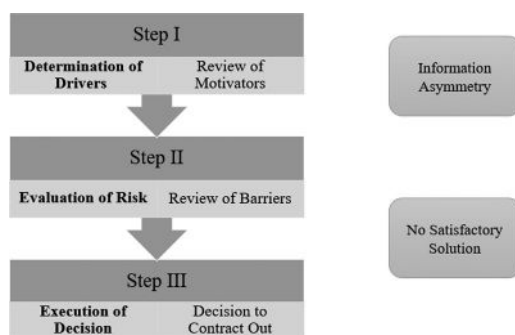 Step I
Determination of
Drivers
Review of
Motivators
Step II
Evaluation of Risk
Review of Barriers
Step III
Execution of
Decision
Decision to
Contract Out
Information
Asymmetry
No Satisfactory
Solution